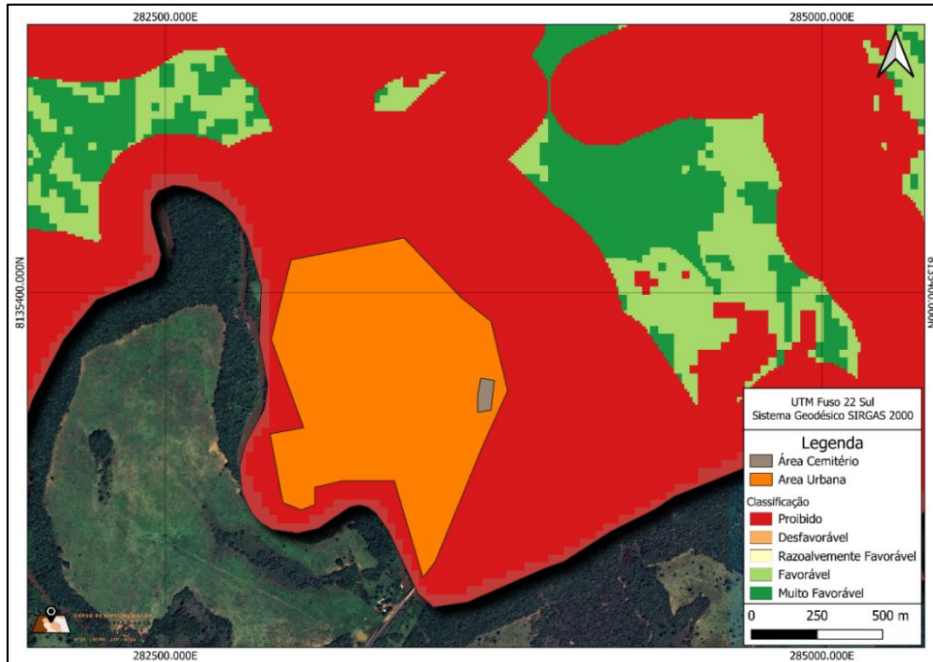 282500.000E
285000.000E
8135400.000N
8135400.000N
UTM Fuso 22 Sul
Sistema Geodésico SIRGAS 2000
Legenda
Área Cemitério
Area Urbana
Classificação
Proibido
Desfavorável
Razoalvemente Favorável
Favorável
Muito Favorável
0 250 500 m
282500.000E
285000.000E